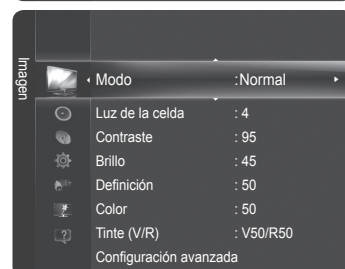 Imagen
Modo :Normal
Luz de la celda : 4
Contraste : 95
Brillo : 45
Definición : 50
Color : 50
Tinte (V/R) : V50/R50
Configuración avanzada